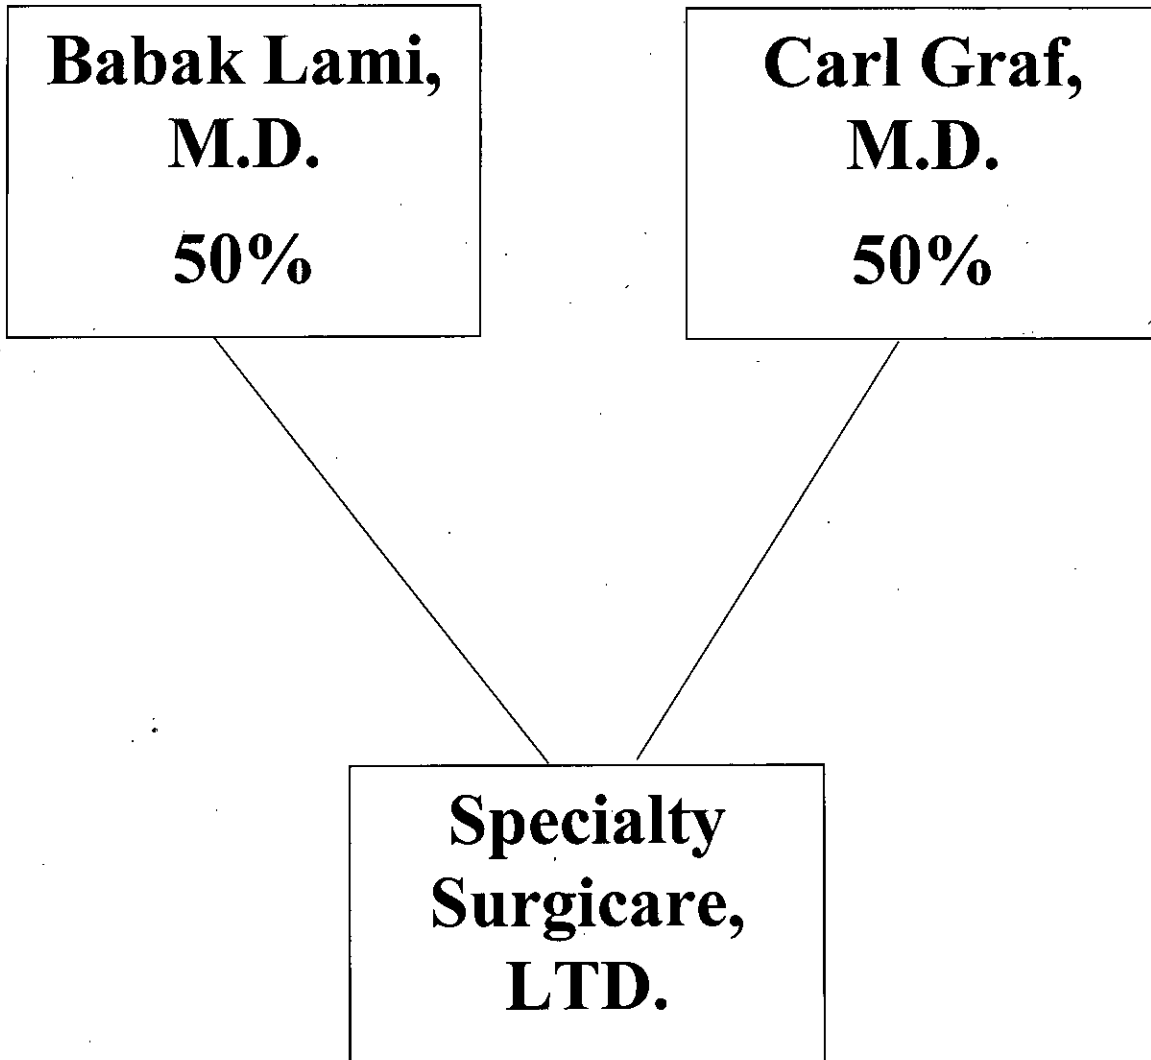 Babak Lami,
M.D.
50%
Carl Graf,
M.D.
50%
Specialty
Surgicare,
LTD.